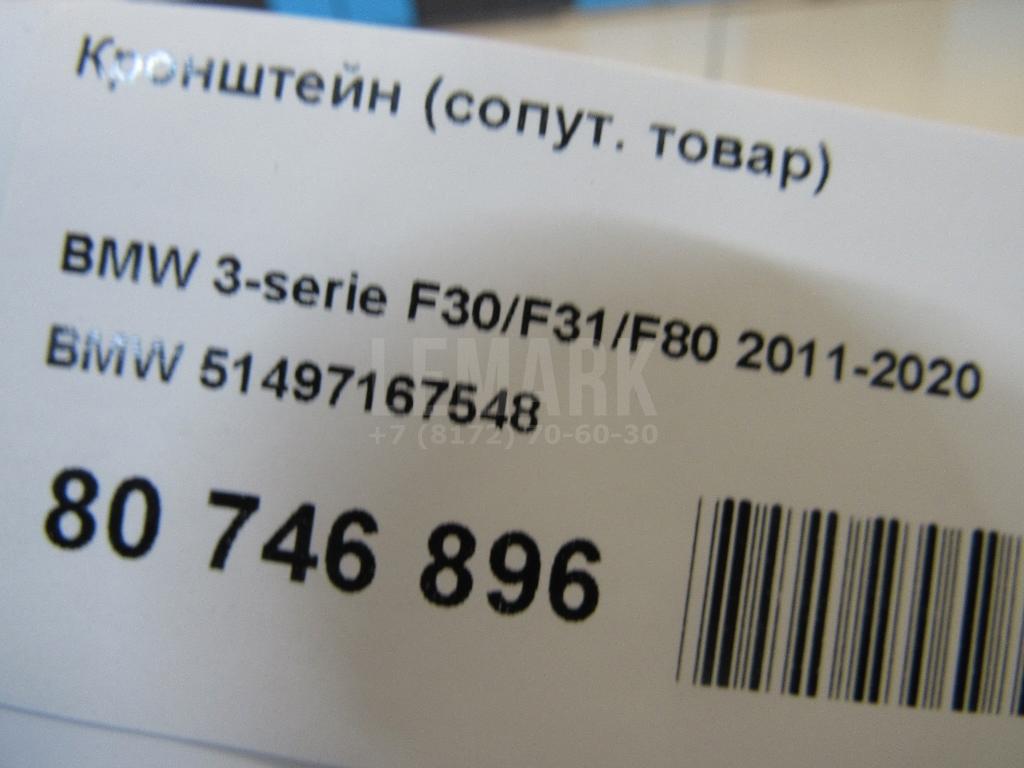 Кронштейн (сопут. товар)
BMW 3-serie F30/F31/F80 2011-2020
BMW 51497167548
LEMARK
+7 (8172) 70-60-30
80 746 896